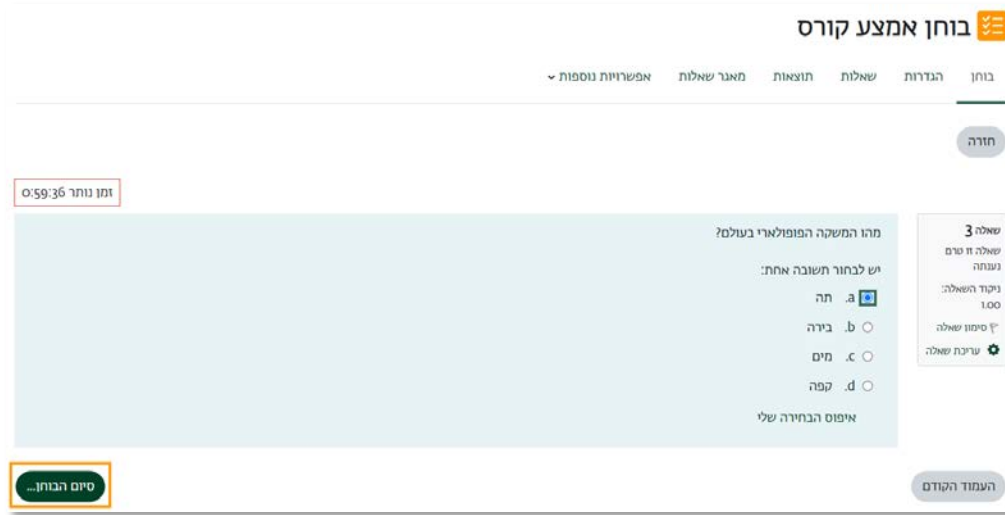 בוחן אמצע קורס
בוחן הגדרות שאלות תוצאות מאגר שאלות אפשרויות נוספות
חזרה
זמן נותר 0:59:36
שאלה 3
שאלה זו טרם
נענתה
ניקוד השאלה:
1.00
סימון שאלה
עריכת שאלה
מהו המשקה הפופולארי בעולם?
יש לבחור תשובה אחת:
a. תה
b. בירה
c. מים
d. קפה
איפוס הבחירה שלי
העמוד הקודם
סיום הבוחן...